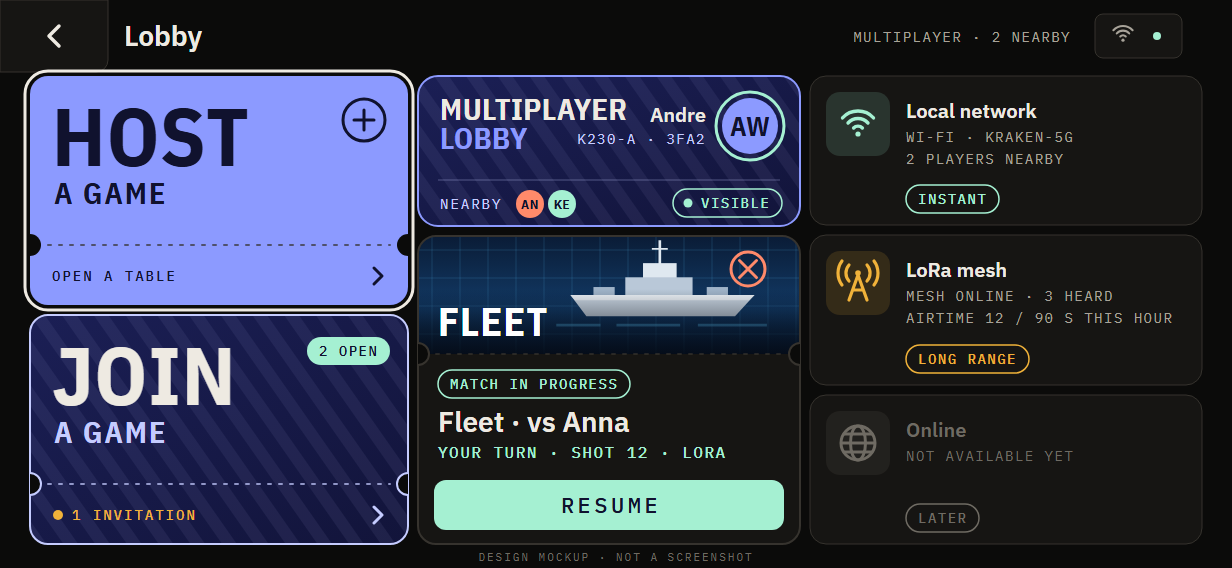 Lobby
MULTIPLAYER · 2 NEARBY
HOST
A GAME
OPEN A TABLE
JOIN
2 OPEN
A GAME
1 INVITATION
MULTIPLAYER
LOBBY
Andre
K230-A · 3FA2
AW
NEARBY AN KE
VISIBLE
FLEET
MATCH IN PROGRESS
Fleet · vs Anna
YOUR TURN · SHOT 12 · LORA
RESUME
Local network
WI-FI · KRAKEN-5G
2 PLAYERS NEARBY
INSTANT
LoRa mesh
MESH ONLINE · 3 HEARD
AIRTIME 12 / 90 S THIS HOUR
LONG RANGE
Online
NOT AVAILABLE YET
LATER
DESIGN MOCKUP · NOT A SCREENSHOT